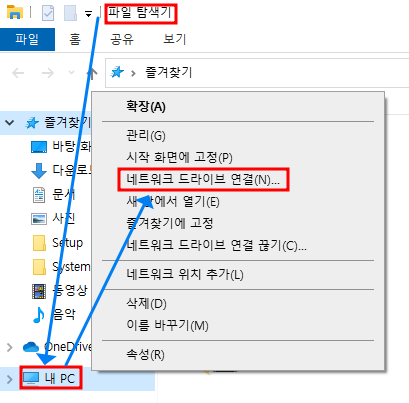 파일 탐색기
파일 홈 공유 보기
즐겨찾기
즐겨찾기
바탕 화
다운로
문서
사진
Setup
System
동영상
음악
OneDrive
내 PC
확장(A)
관리(G)
시작 화면에 고정(P)
네트워크 드라이브 연결(N)...
새 창에서 열기(E)
즐겨찾기에 고정
네트워크 드라이브 연결 끊기(C)...
네트워크 위치 추가(L)
삭제(D)
이름 바꾸기(M)
속성(R)